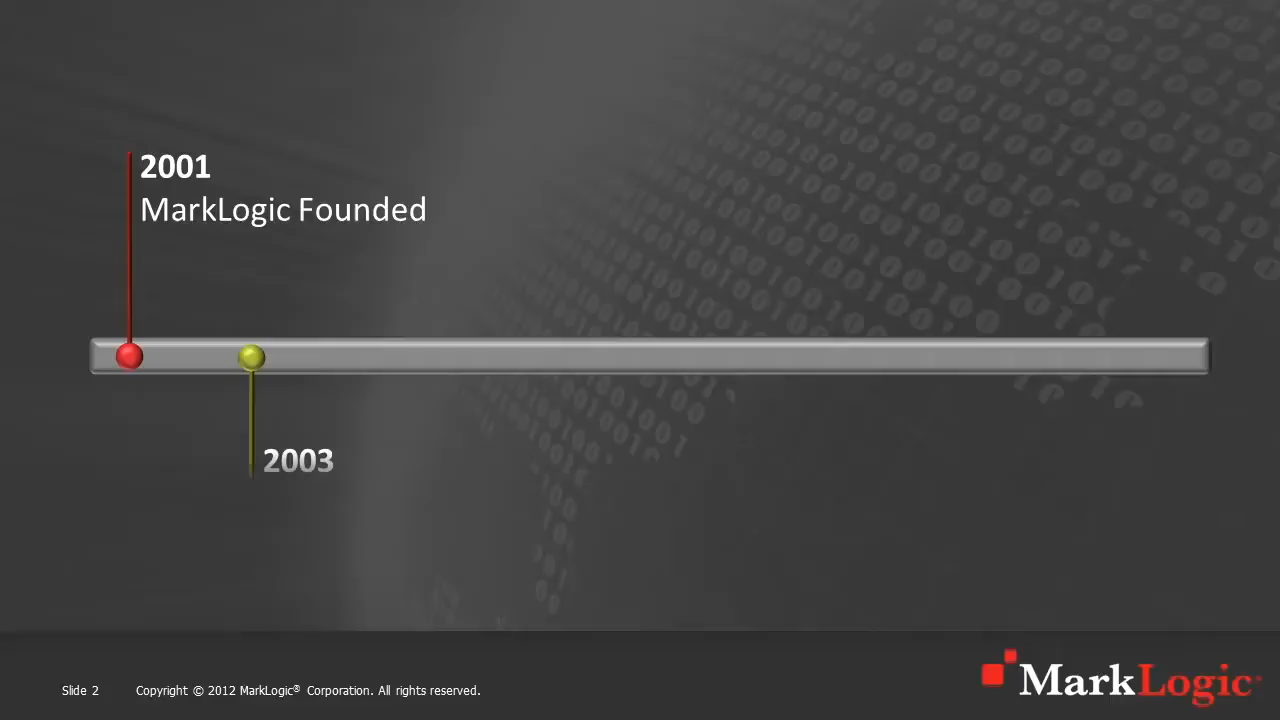 2001
MarkLogic Founded
2003
Slide 2 Copyright © 2012 MarkLogic® Corporation. All rights reserved.
MarkLogic